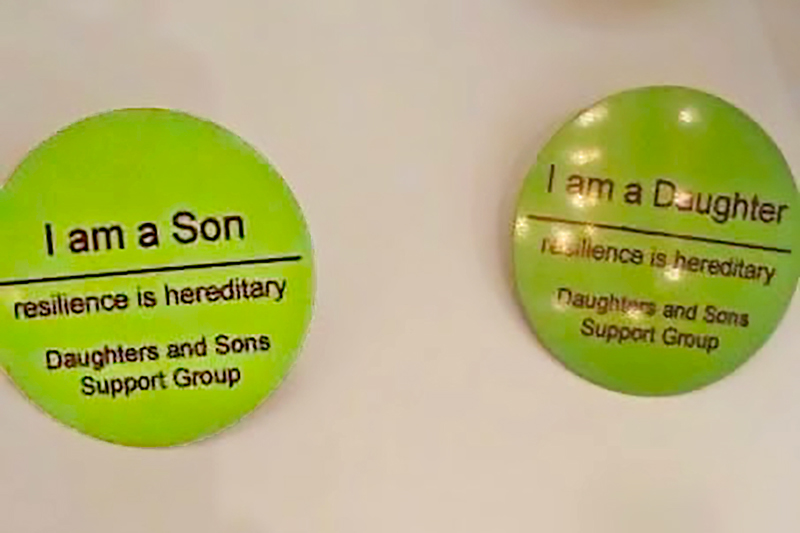 I am a Son
resilience is hereditary
Daughters and Sons
Support Group
I am a Daughter
resilience is hereditary
Daughters and Sons
Support Group